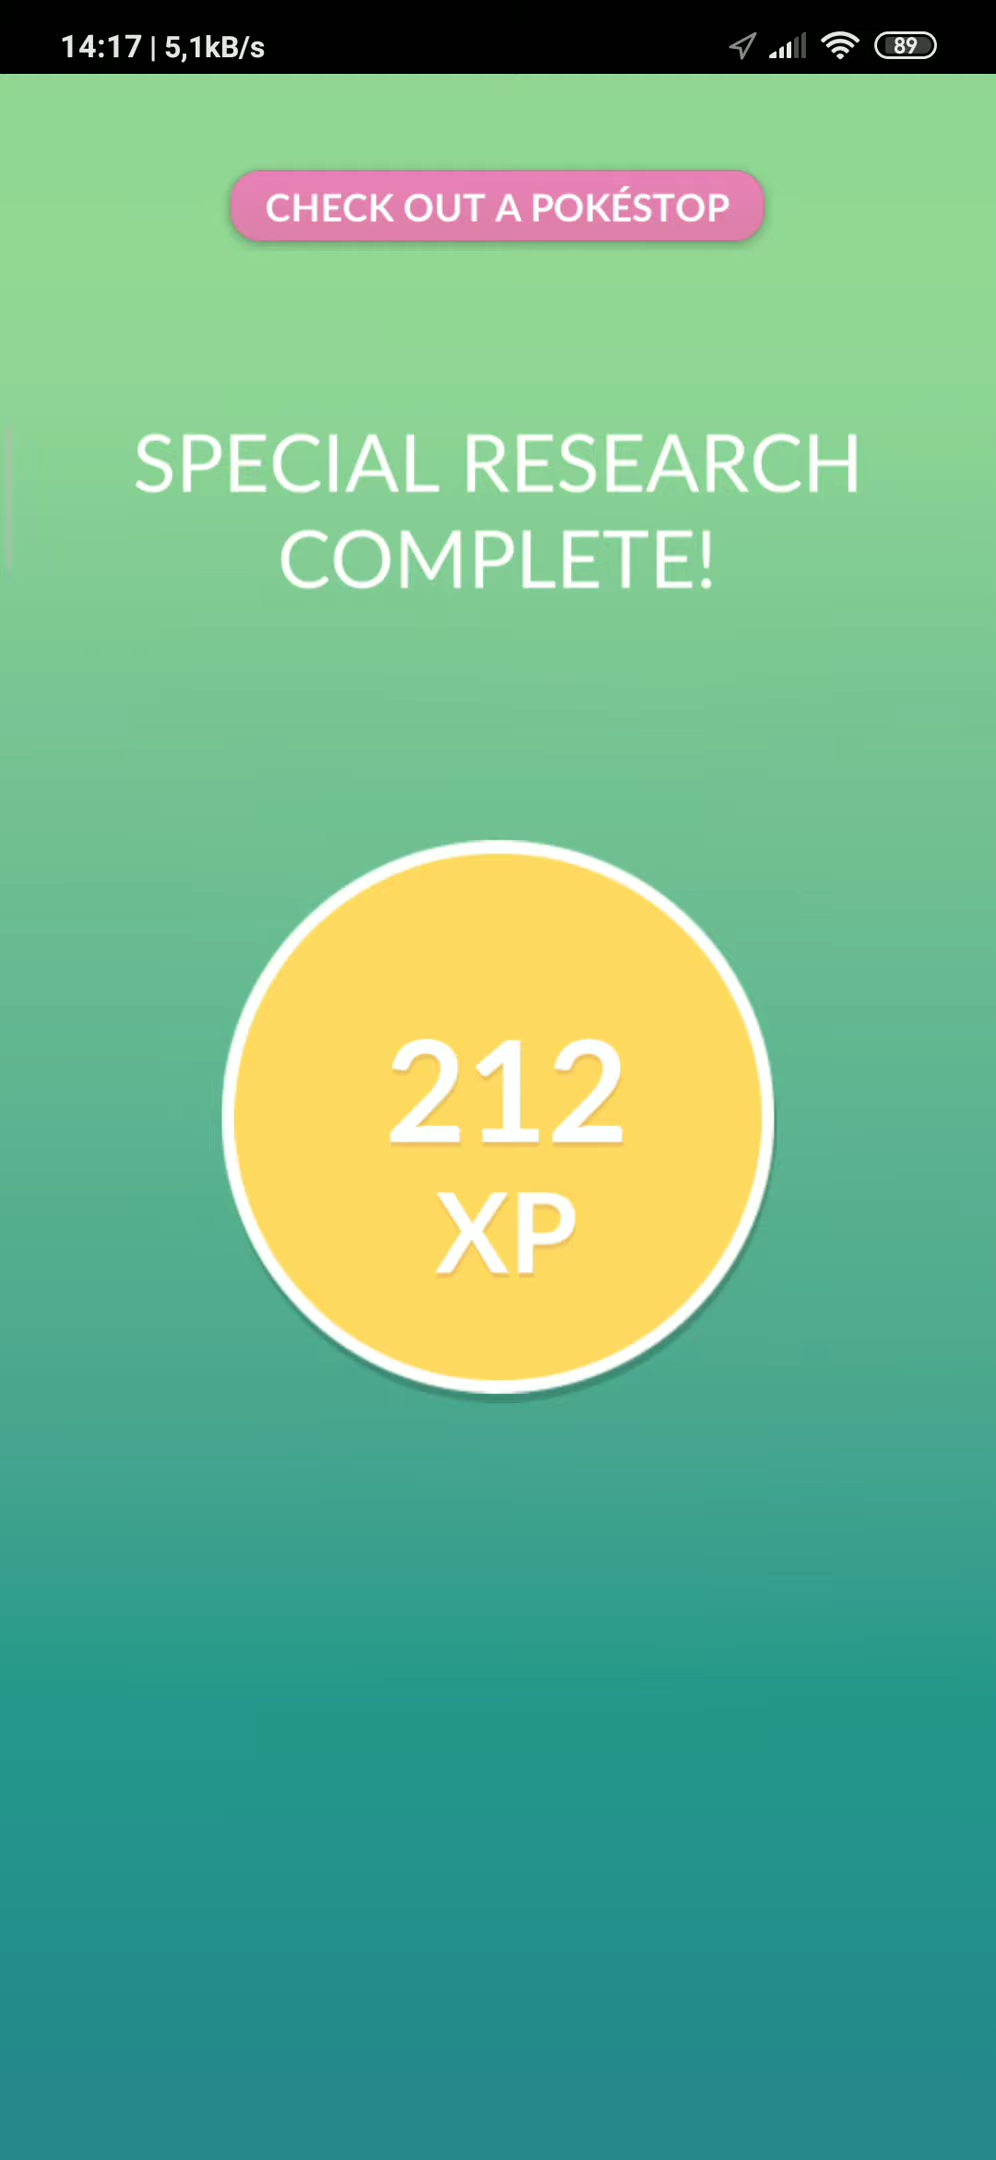 14:17 | 5,1kB/s 89
CHECK OUT A POKÉSTOP
SPECIAL RESEARCH
COMPLETE!
212
XP